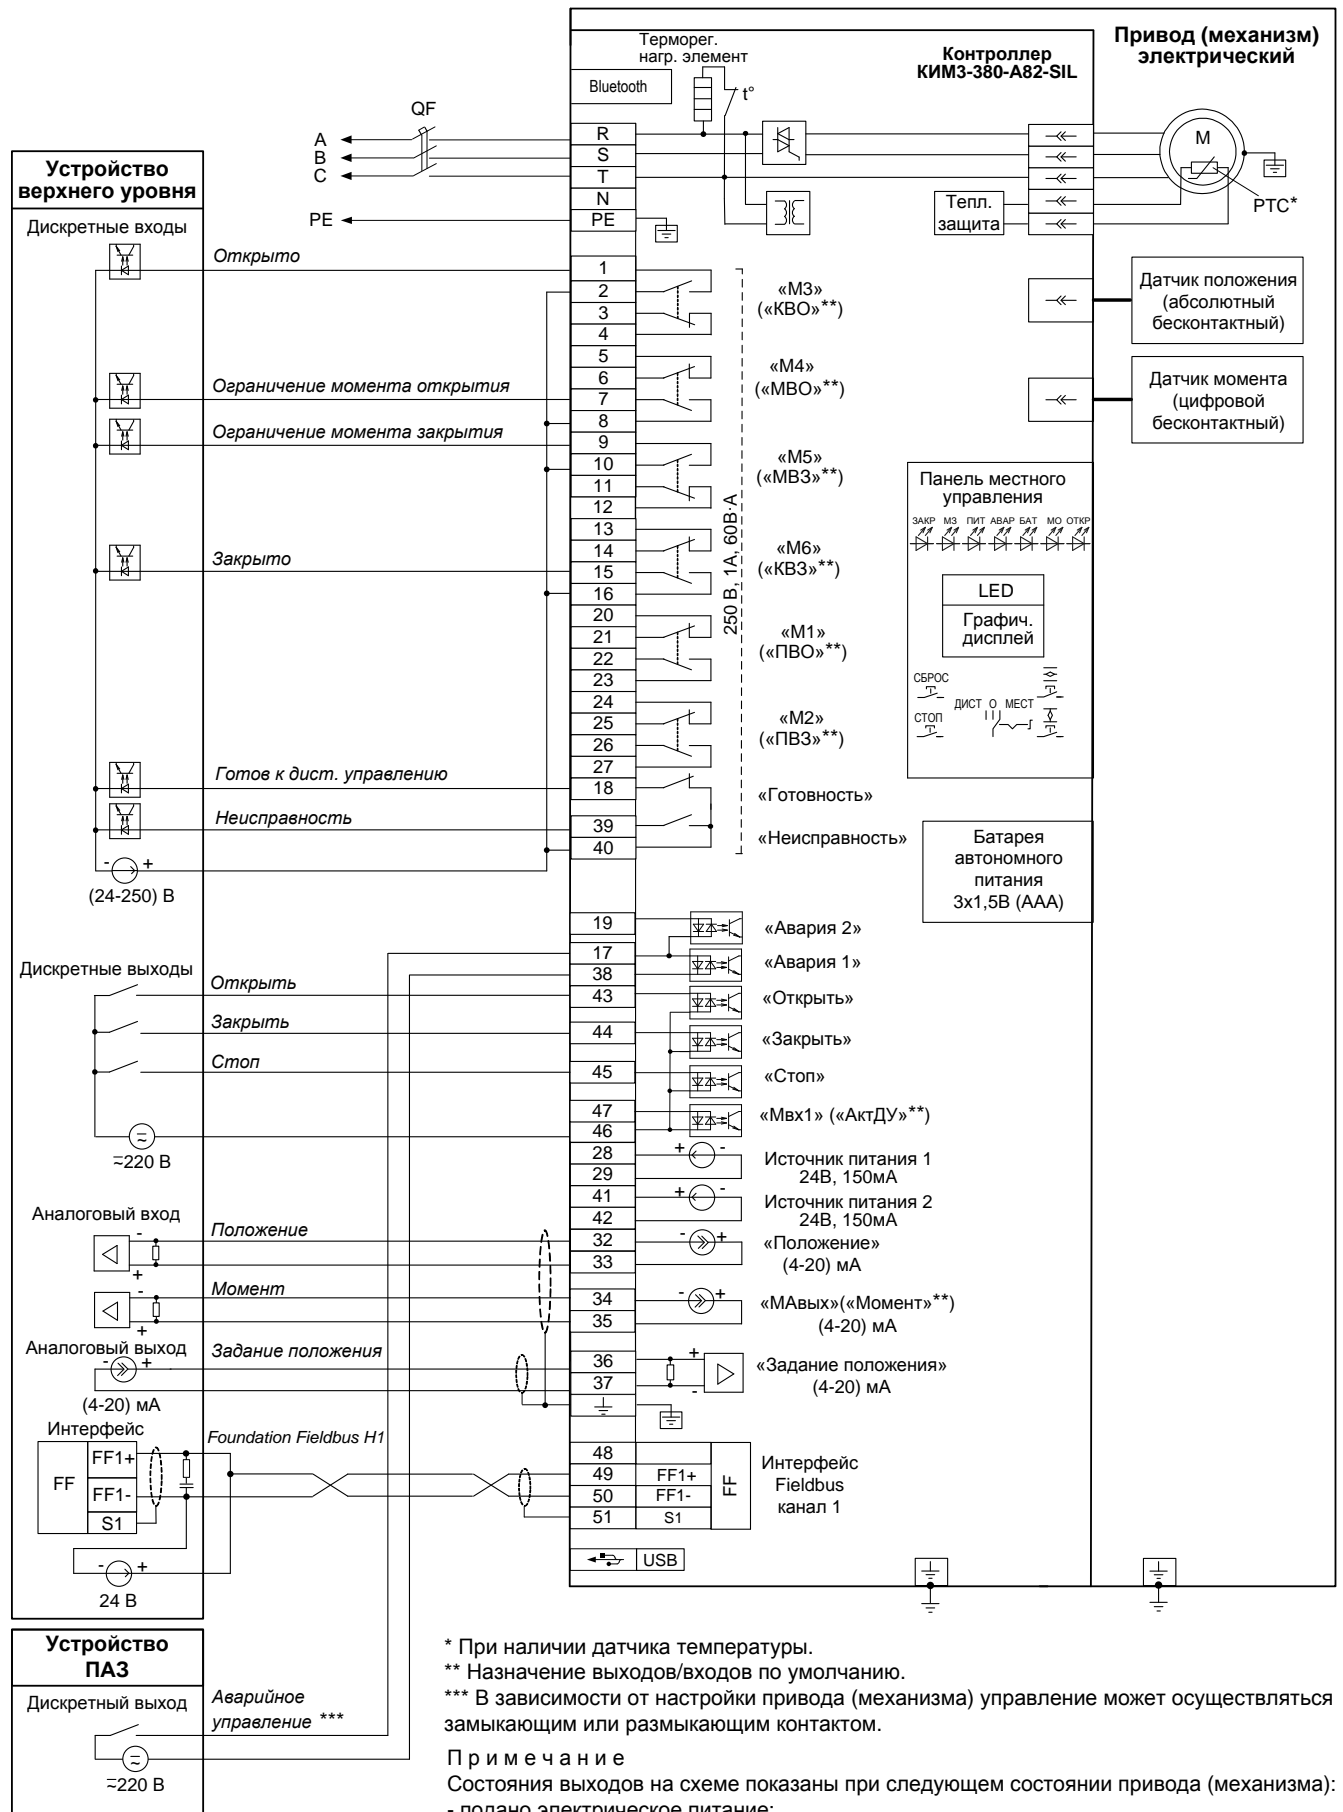 Привод (механизм)
электрический
Контроллер
КИМ3-380-A82-SIL
Терморег.
нагр. элемент
Bluetooth
t°
QF
A
B
C
PE
R
S
T
N
PE
M
PTC*
Тепл.
защита
Устройство
верхнего уровня
Дискретные входы
Открыто
Ограничение момента открытия
Ограничение момента закрытия
Закрыто
Готов к дист. управлению
Неисправность
- +
(24-250) В
1
2
3
4
5
6
7
8
9
10
11
12
13
14
15
16
20
21
22
23
24
25
26
27
18
39
40
«М3»
(«КВО»**)
«М4»
(«МВО»**)
«М5»
(«МВЗ»**)
«М6»
(«КВЗ»**)
«М1»
(«ПВО»**)
«М2»
(«ПВЗ»**)
«Готовность»
«Неисправность»
250 В, 1А, 60В·А
Датчик положения
(абсолютный
бесконтактный)
Датчик момента
(цифровой
бесконтактный)
Панель местного
управления
ЗАКР МЗ ПИТ АВАР БАТ МО ОТКР
LED
Графич.
дисплей
СБРОС
СТОП
ДИСТ О МЕСТ
Батарея
автономного
питания
3х1,5В (ААА)
19
17
38
43
44
45
47
46
28
29
41
42
32
33
34
35
36
37
«Авария 2»
«Авария 1»
«Открыть»
«Закрыть»
«Стоп»
«Мвх1» («АктДУ»**)
+ -
Источник питания 1
24В, 150мА
+ -
Источник питания 2
24В, 150мА
- +
«Положение»
(4-20) мА
- +
«МАвых»(«Момент»**)
(4-20) мА
+
-
«Задание положения»
(4-20) мА
Дискретные выходы
Открыть
Закрыть
Стоп
≂220 В
Аналоговый вход
Положение
-
+
Момент
-
+
Аналоговый выход
Задание положения
- +
(4-20) мА
Интерфейс
Foundation Fieldbus H1
FF
FF1+
FF1-
S1
- +
24 В
48
49
50
51
FF1+
FF1-
S1
FF
Интерфейс
Fieldbus
канал 1
USB
Устройство
ПАЗ
Дискретный выход
Аварийное
управление ***
≂220 В
* При наличии датчика температуры.
** Назначение выходов/входов по умолчанию.
*** В зависимости от настройки привода (механизма) управление может осуществляться
замыкающим или размыкающим контактом.
П р и м е ч а н и е
Состояния выходов на схеме показаны при следующем состоянии привода (механизма):
- подано электрическое питание;